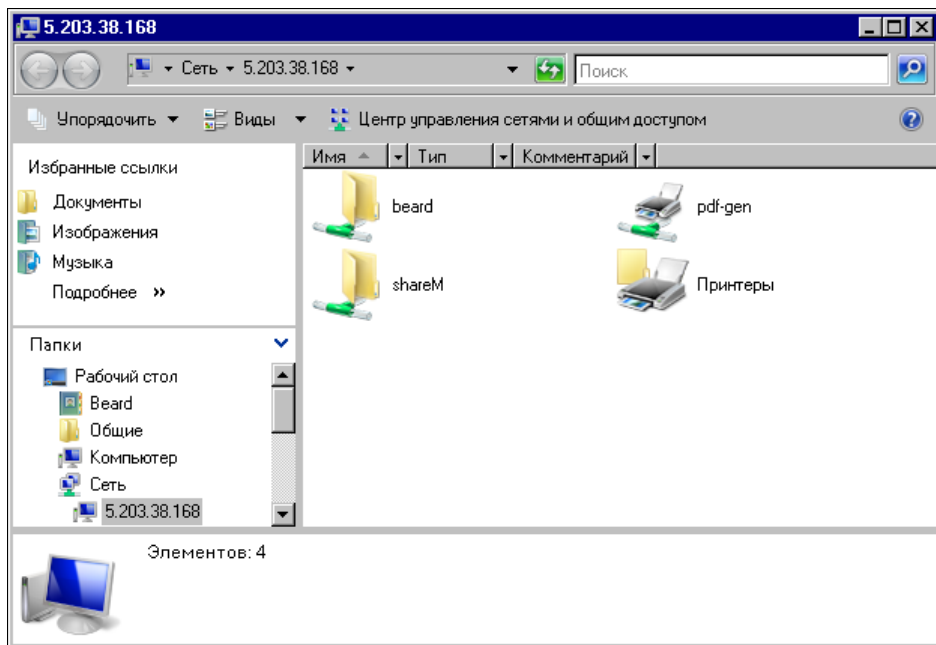 5.203.38.168
Сеть 5.203.38.168
Поиск
Упорядочить Виды Центр управления сетями и общим доступом
Избранные ссылки
Документы
Изображения
Музыка
Подробнее »
Папки
Рабочий стол
Beard
Общие
Компьютер
Сеть
5.203.38.168
Имя Тип Комментарий
beard pdf-gen
shareM Принтеры
Элементов: 4